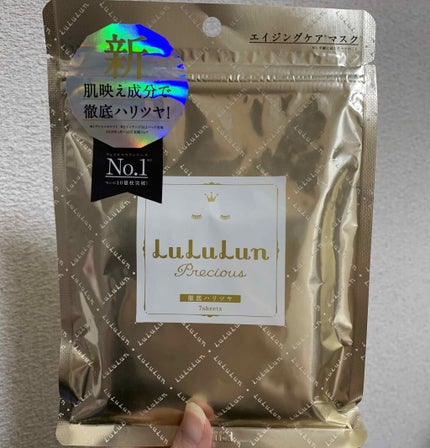 エイジングケア*マスク
新
肌映え成分で
徹底ハリツヤ!
No.1
LuLuLun
Precious
徹底ハリツヤ
7sheets